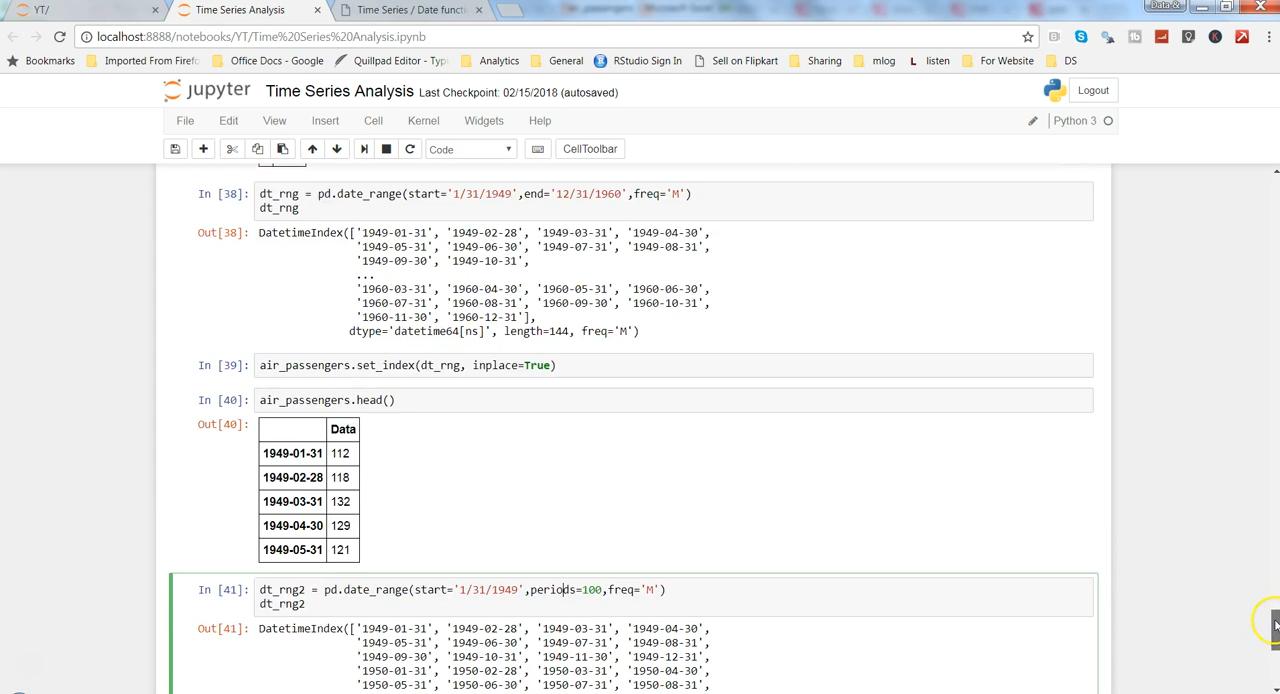 YT/
Time Series Analysis
Time Series / Date functi
Data &
localhost:8888/notebooks/YT/Time%20Series%20Analysis.ipynb
Bookmarks
Imported From Firefo
Office Docs - Google
Quillpad Editor - Typ
Analytics
General
RStudio Sign In
Sell on Flipkart
Sharing
mlog
L listen
For Website
DS
jupyter Time Series Analysis Last Checkpoint: 02/15/2018 (autosaved)
Logout
File Edit View Insert Cell Kernel Widgets Help
Python 3
Code
CellToolbar
In [38]: dt_rng = pd.date_range(start='1/31/1949',end='12/31/1960',freq='M')
dt_rng
Out[38]: DatetimeIndex(['1949-01-31', '1949-02-28', '1949-03-31', '1949-04-30',
'1949-05-31', '1949-06-30', '1949-07-31', '1949-08-31',
'1949-09-30', '1949-10-31',
...
'1960-03-31', '1960-04-30', '1960-05-31', '1960-06-30',
'1960-07-31', '1960-08-31', '1960-09-30', '1960-10-31',
'1960-11-30', '1960-12-31'],
dtype='datetime64[ns]', length=144, freq='M')
In [39]: air_passengers.set_index(dt_rng, inplace=True)
In [40]: air_passengers.head()
Out[40]:
Data
1949-01-31 112
1949-02-28 118
1949-03-31 132
1949-04-30 129
1949-05-31 121
In [41]: dt_rng2 = pd.date_range(start='1/31/1949',periods=100,freq='M')
dt_rng2
Out[41]: DatetimeIndex(['1949-01-31', '1949-02-28', '1949-03-31', '1949-04-30',
'1949-05-31', '1949-06-30', '1949-07-31', '1949-08-31',
'1949-09-30', '1949-10-31', '1949-11-30', '1949-12-31',
'1950-01-31', '1950-02-28', '1950-03-31', '1950-04-30',
'1950-05-31', '1950-06-30', '1950-07-31', '1950-08-31',